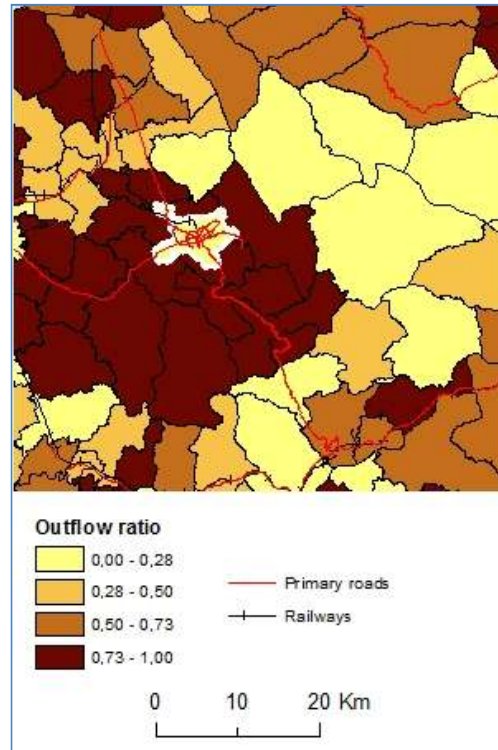 Outflow ratio
0,00 - 0,28
0,28 - 0,50
0,50 - 0,73
0,73 - 1,00
Primary roads
Railways
0 10 20 Km